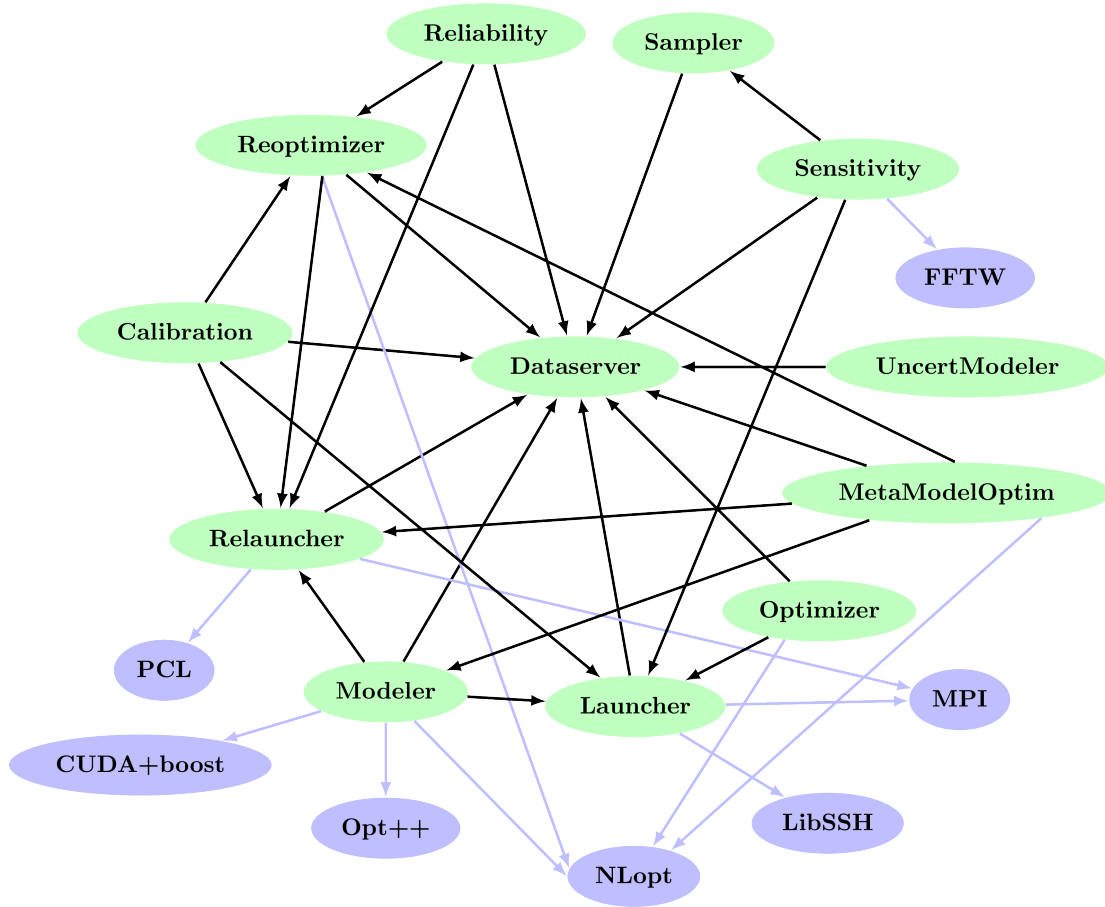 Reliability
Sampler
Reoptimizer
Sensitivity
FFTW
Calibration
Dataserver
UncertModeler
MetaModelOptim
Relauncher
Optimizer
PCL
Modeler
Launcher
MPI
CUDA+boost
Opt++
LibSSH
NLopt